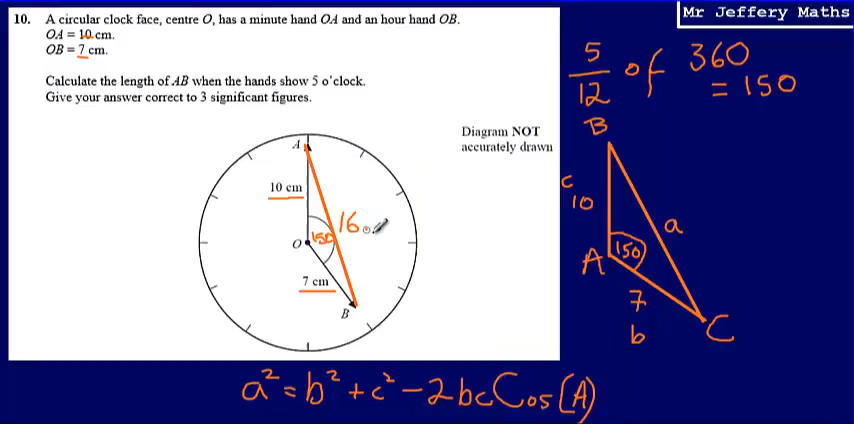 Mr Jeffery Maths
10. A circular clock face, centre O, has a minute hand OA and an hour hand OB.
OA = 10 cm.
OB = 7 cm.
Calculate the length of AB when the hands show 5 o'clock.
Give your answer correct to 3 significant figures.
Diagram NOT
accurately drawn
A
10 cm
O
150
16.
7 cm
B
5/12 of 360
= 150
B
c
10
a
A
150
7
b
C
a² = b² + c² - 2bcCos(A)